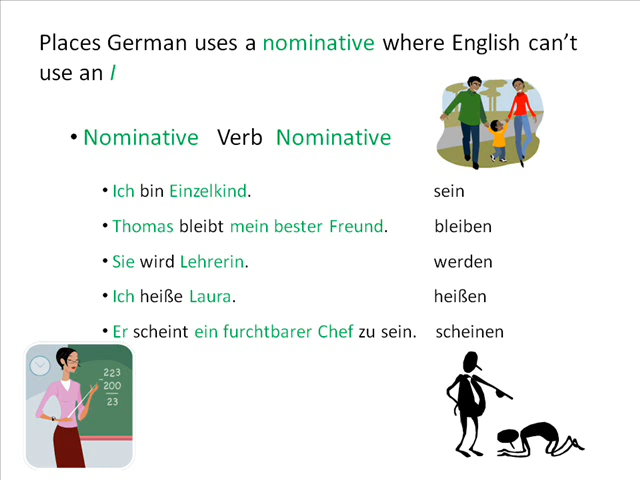 Places German uses a nominative where English can't
use an I
• Nominative Verb Nominative
• Ich bin Einzelkind. sein
• Thomas bleibt mein bester Freund. bleiben
• Sie wird Lehrerin. werden
• Ich heiße Laura. heißen
• Er scheint ein furchtbarer Chef zu sein. scheinen
223
- 200
23